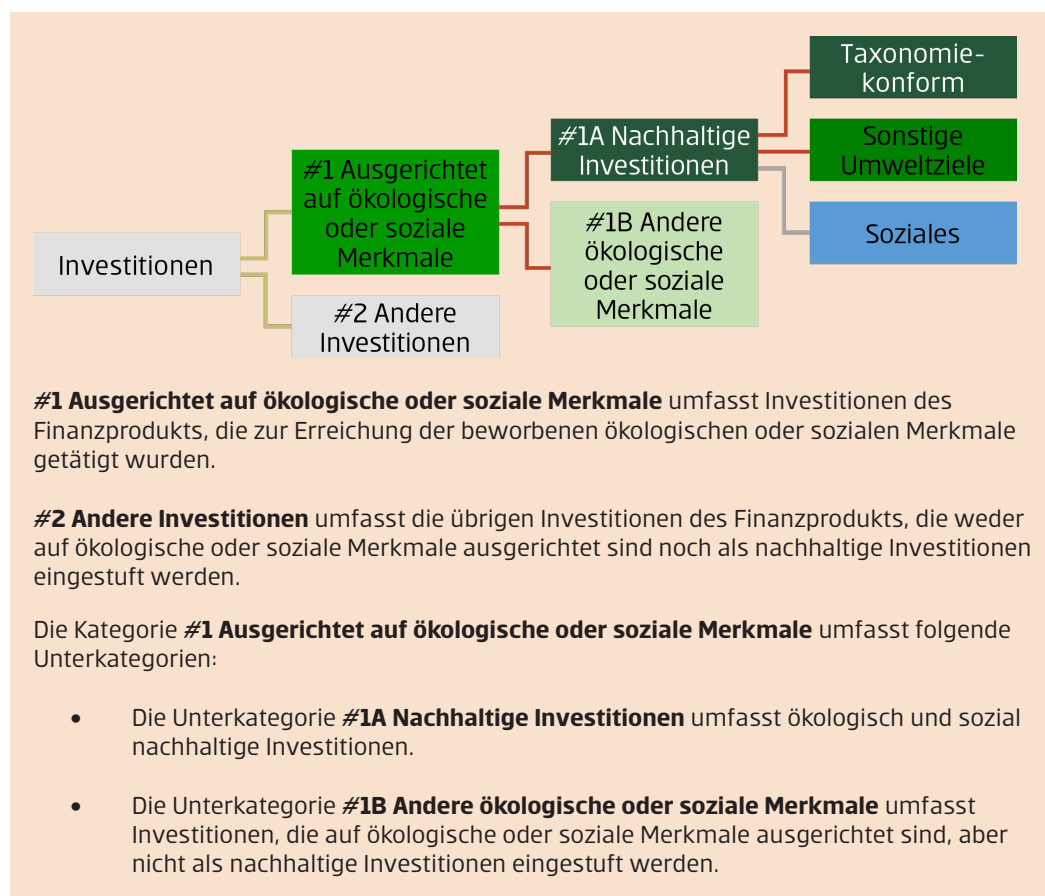 Taxonomie-
konform
#1A Nachhaltige
Investitionen
Sonstige
Umweltziele
#1 Ausgerichtet
auf ökologische
oder soziale
Merkmale
#1B Andere
ökologische
oder soziale
Merkmale
Soziales
Investitionen
#2 Andere
Investitionen
#1 Ausgerichtet auf ökologische oder soziale Merkmale umfasst Investitionen des
Finanzprodukts, die zur Erreichung der beworbenen ökologischen oder sozialen Merkmale
getätigt wurden.
#2 Andere Investitionen umfasst die übrigen Investitionen des Finanzprodukts, die weder
auf ökologische oder soziale Merkmale ausgerichtet sind noch als nachhaltige Investitionen
eingestuft werden.
Die Kategorie #1 Ausgerichtet auf ökologische oder soziale Merkmale umfasst folgende
Unterkategorien:
• Die Unterkategorie #1A Nachhaltige Investitionen umfasst ökologisch und sozial
nachhaltige Investitionen.
• Die Unterkategorie #1B Andere ökologische oder soziale Merkmale umfasst
Investitionen, die auf ökologische oder soziale Merkmale ausgerichtet sind, aber
nicht als nachhaltige Investitionen eingestuft werden.